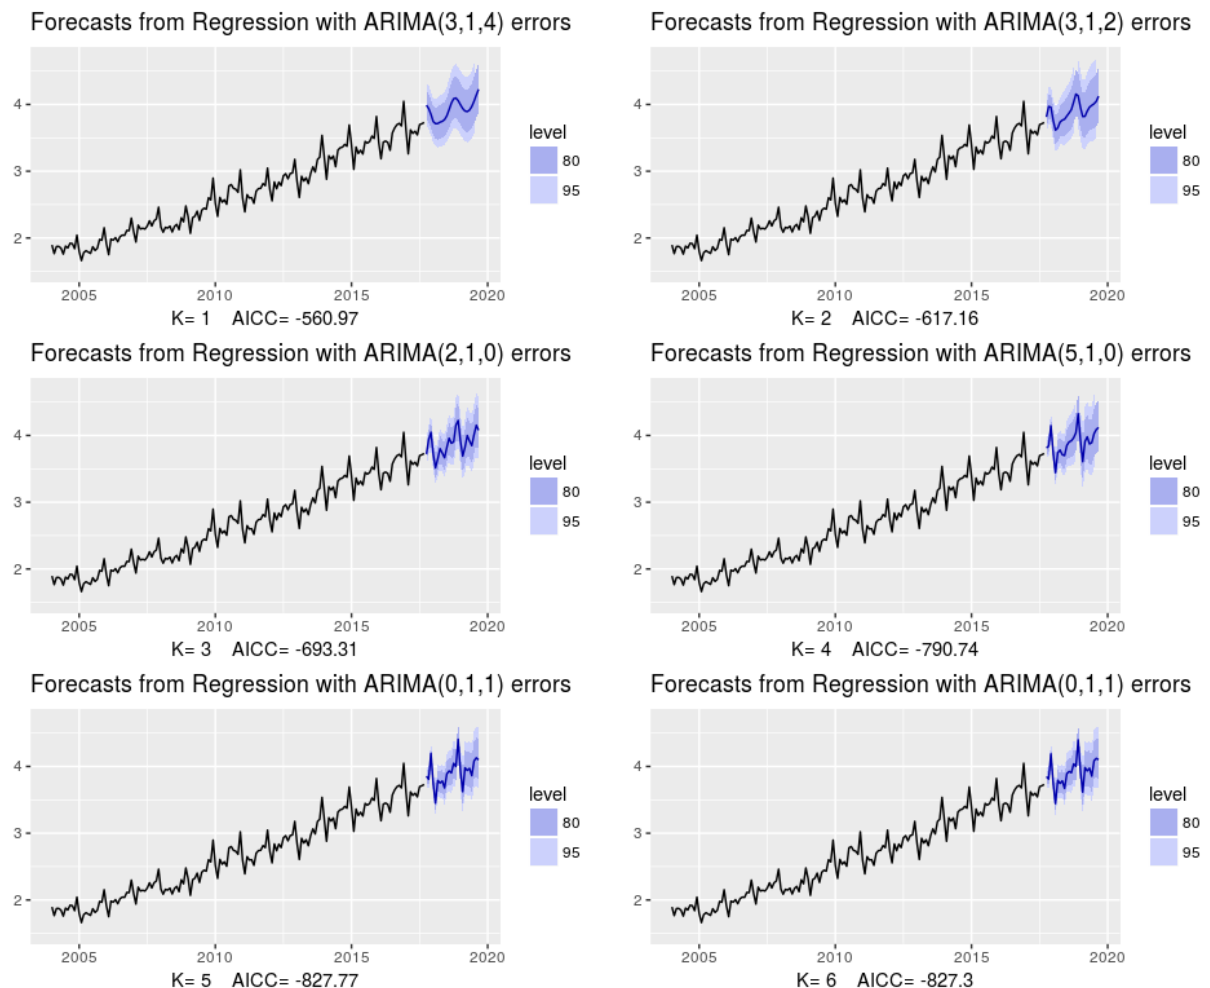 Forecasts from Regression with ARIMA(3,1,4) errors
4
3
2
level
80
95
2005 2010 2015 2020
K= 1 AICC= -560.97
Forecasts from Regression with ARIMA(3,1,2) errors
4
3
2
level
80
95
2005 2010 2015 2020
K= 2 AICC= -617.16
Forecasts from Regression with ARIMA(2,1,0) errors
4
3
2
level
80
95
2005 2010 2015 2020
K= 3 AICC= -693.31
Forecasts from Regression with ARIMA(5,1,0) errors
4
3
2
level
80
95
2005 2010 2015 2020
K= 4 AICC= -790.74
Forecasts from Regression with ARIMA(0,1,1) errors
4
3
2
level
80
95
2005 2010 2015 2020
K= 5 AICC= -827.77
Forecasts from Regression with ARIMA(0,1,1) errors
4
3
2
level
80
95
2005 2010 2015 2020
K= 6 AICC= -827.3